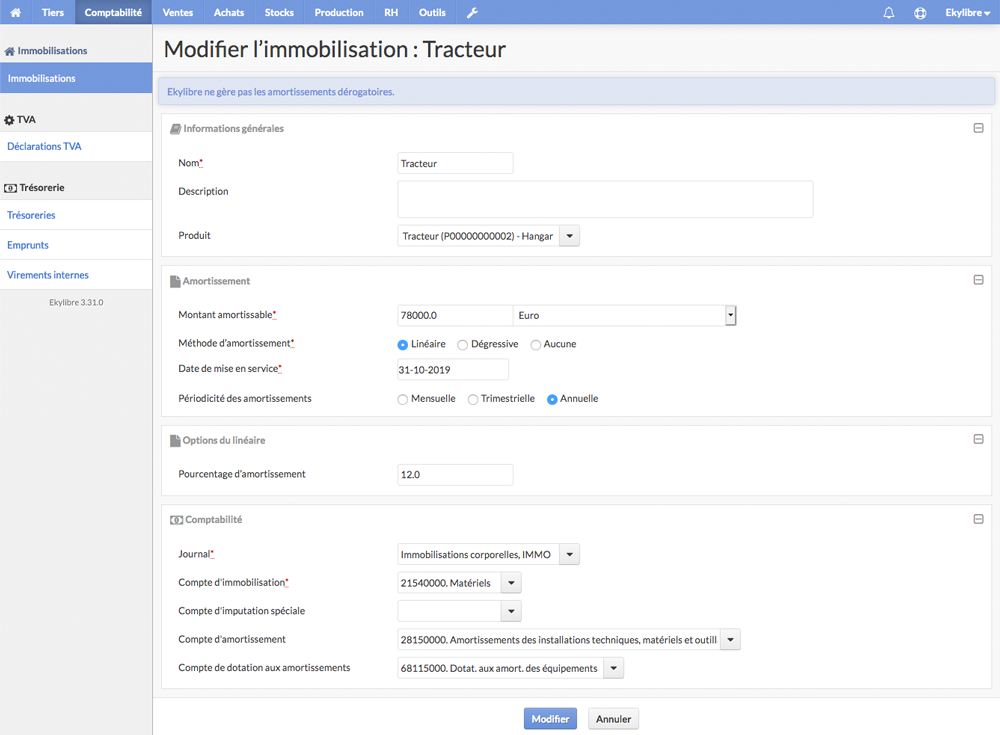 Tiers Comptabilité Ventes Achats Stocks Production RH Outils Ekylibre
Immobilisations
Immobilisations
TVA
Déclarations TVA
Trésorerie
Trésoreries
Emprunts
Virements internes
Ekylibre 3.31.0
Modifier l'immobilisation : Tracteur
Ekylibre ne gère pas les amortissements dérogatoires.
Informations générales
Nom* Tracteur
Description
Produit Tracteur (P00000000002) - Hangar
Amortissement
Montant amortissable* 78000.0 Euro
Méthode d'amortissement* Linéaire Dégressive Aucune
Date de mise en service* 31-10-2019
Périodicité des amortissements Mensuelle Trimestrielle Annuelle
Options du linéaire
Pourcentage d'amortissement 12.0
Comptabilité
Journal* Immobilisations corporelles, IMMO
Compte d'immobilisation* 21540000. Matériels
Compte d'imputation spéciale
Compte d'amortissement 28150000. Amortissements des installations techniques, matériels et outill
Compte de dotation aux amortissements 68115000. Dotat. aux amort. des équipements
Modifier Annuler